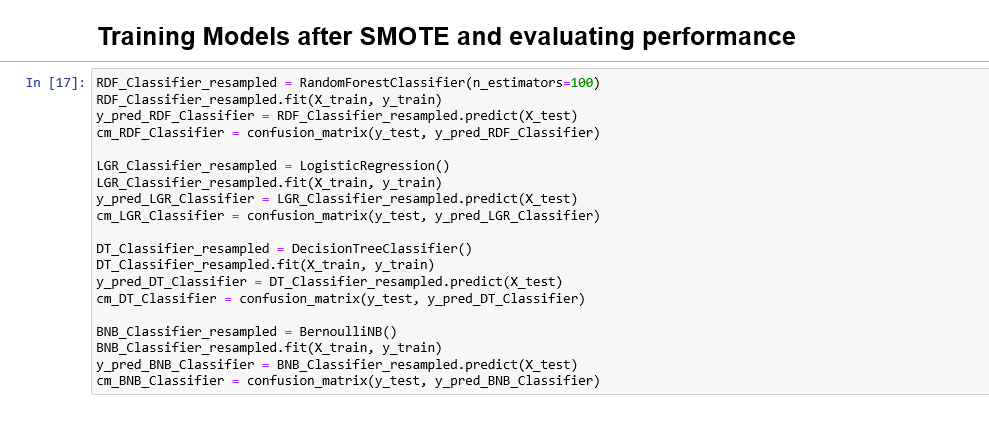 Training Models after SMOTE and evaluating performance
In [17]: RDF_Classifier_resampled = RandomForestClassifier(n_estimators=100)
RDF_Classifier_resampled.fit(X_train, y_train)
y_pred_RDF_Classifier = RDF_Classifier_resampled.predict(X_test)
cm_RDF_Classifier = confusion_matrix(y_test, y_pred_RDF_Classifier)
LGR_Classifier_resampled = LogisticRegression()
LGR_Classifier_resampled.fit(X_train, y_train)
y_pred_LGR_Classifier = LGR_Classifier_resampled.predict(X_test)
cm_LGR_Classifier = confusion_matrix(y_test, y_pred_LGR_Classifier)
DT_Classifier_resampled = DecisionTreeClassifier()
DT_Classifier_resampled.fit(X_train, y_train)
y_pred_DT_Classifier = DT_Classifier_resampled.predict(X_test)
cm_DT_Classifier = confusion_matrix(y_test, y_pred_DT_Classifier)
BNB_Classifier_resampled = BernoulliNB()
BNB_Classifier_resampled.fit(X_train, y_train)
y_pred_BNB_Classifier = BNB_Classifier_resampled.predict(X_test)
cm_BNB_Classifier = confusion_matrix(y_test, y_pred_BNB_Classifier)